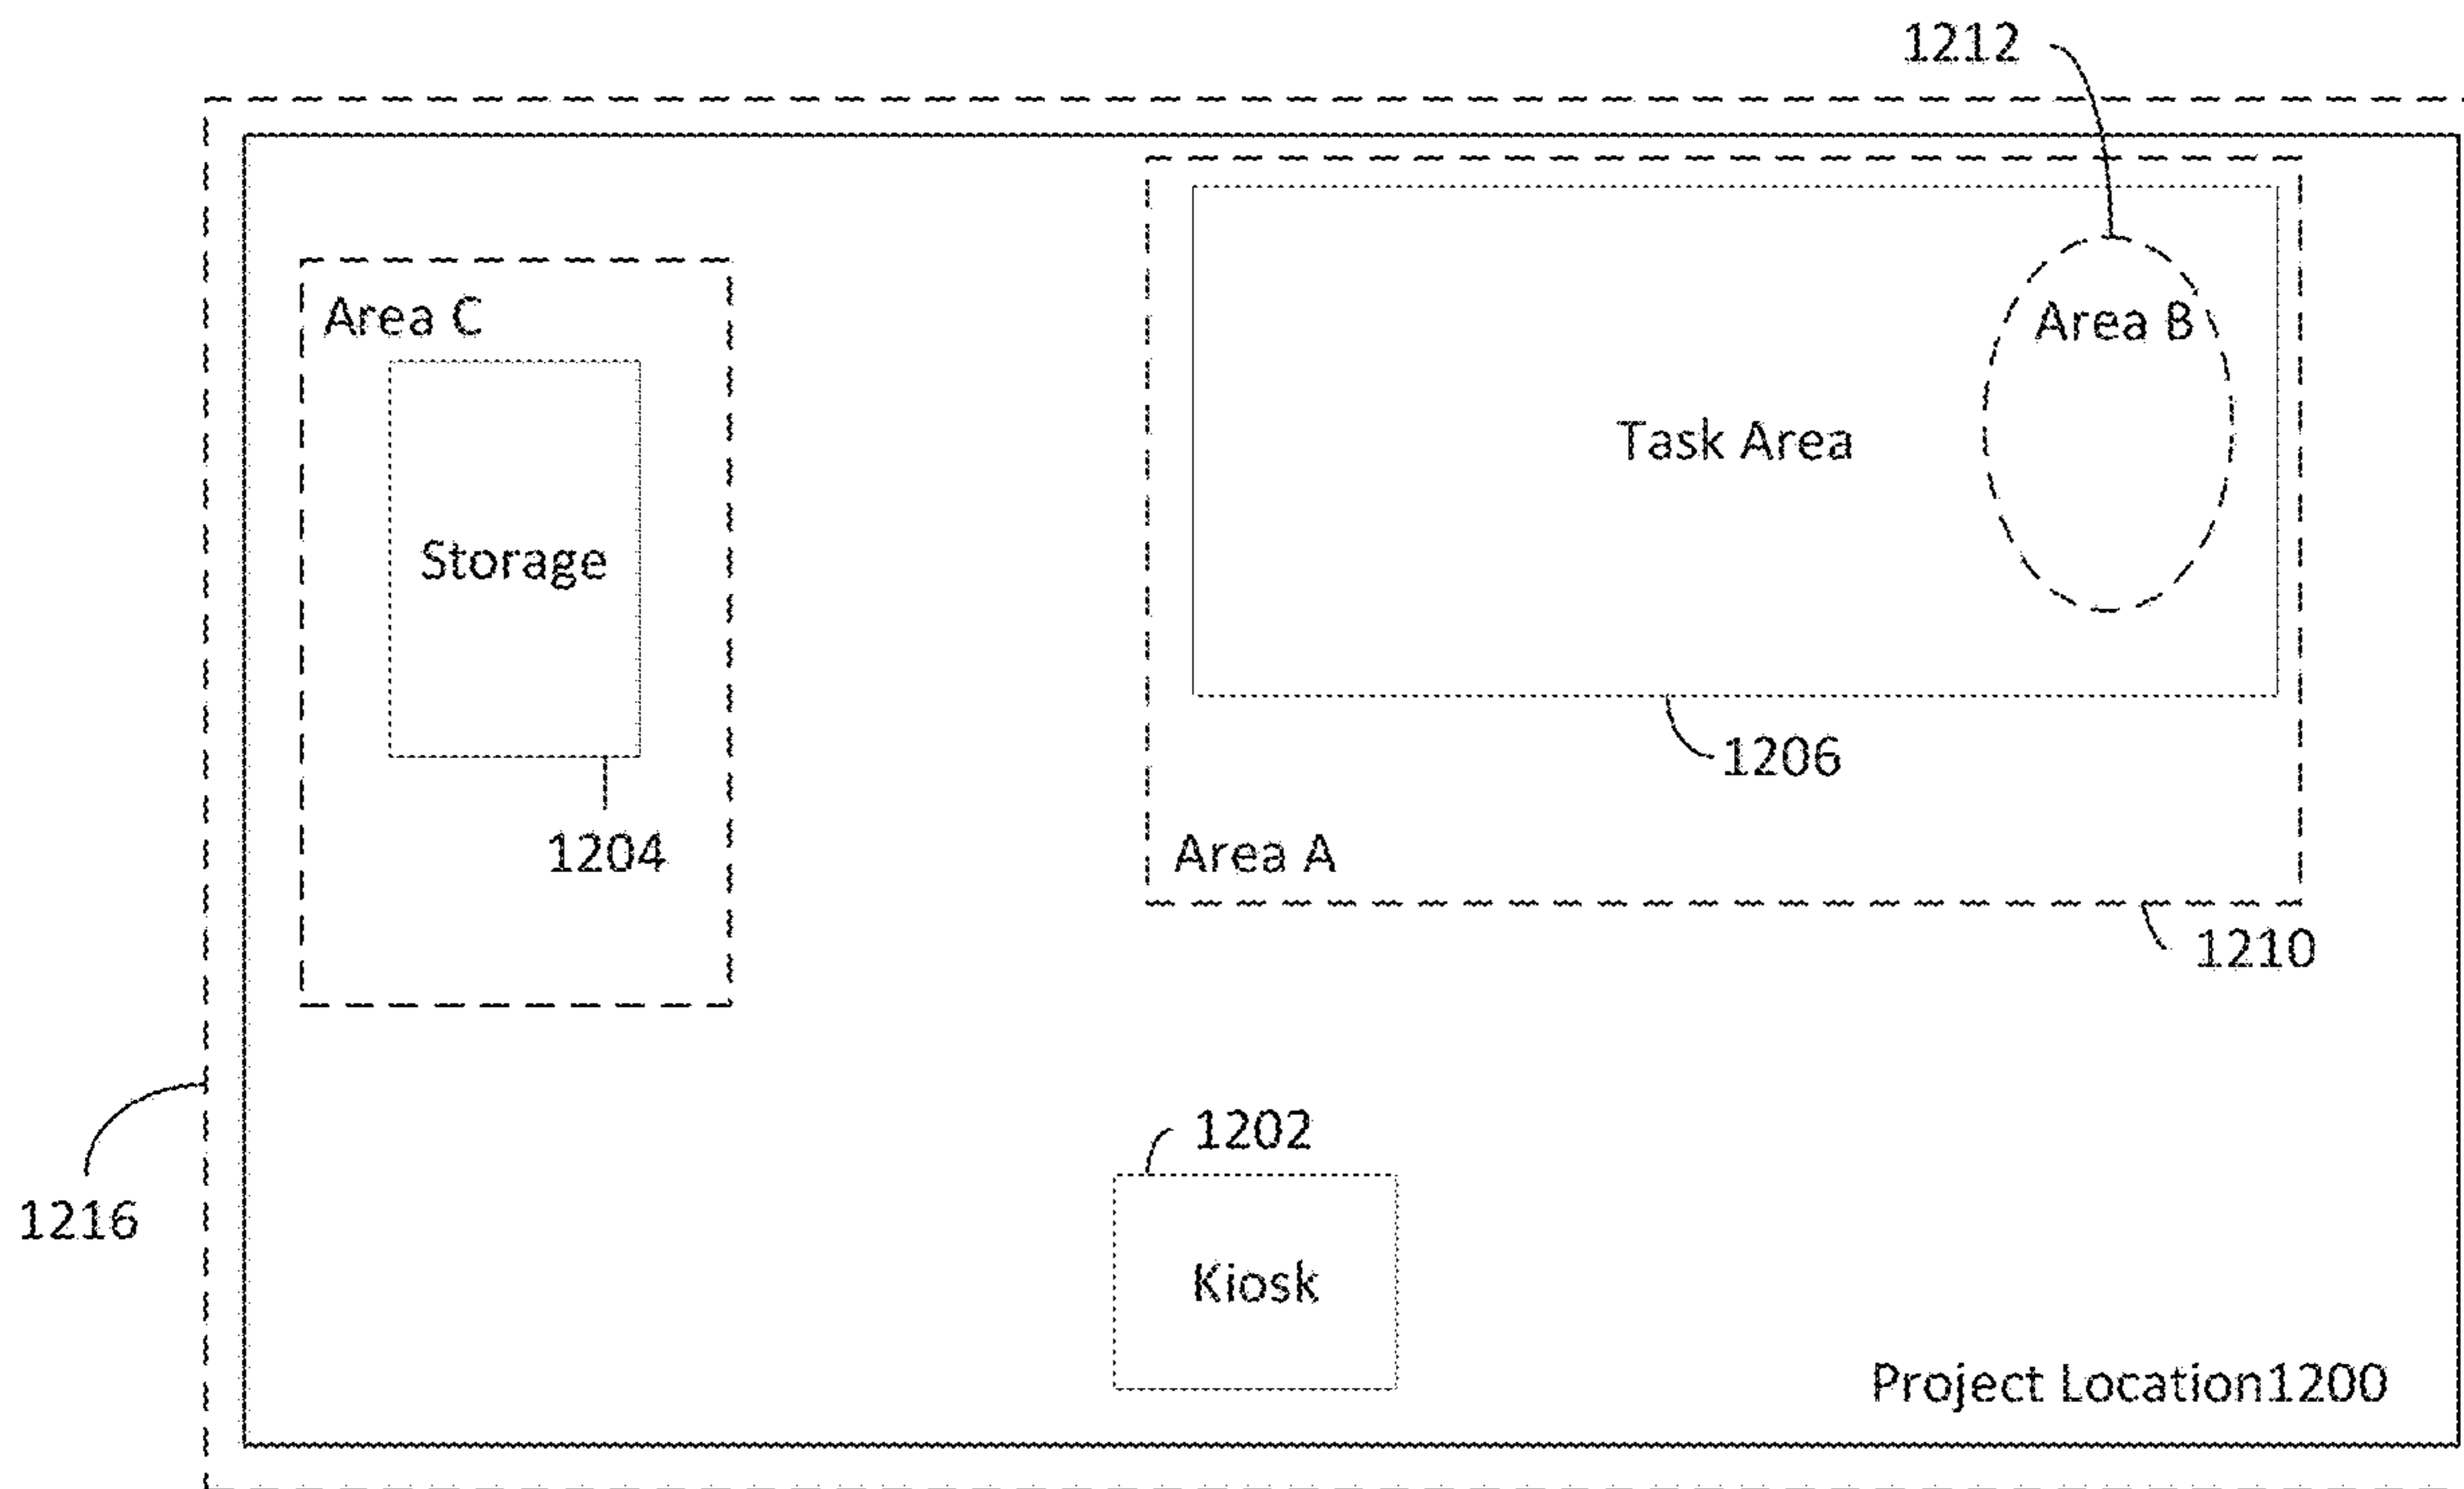 1212
Area C
Area B
Task Area
Storage
1206
1204
Area A
1210
1202
1216
Kiosk
Project Location1200